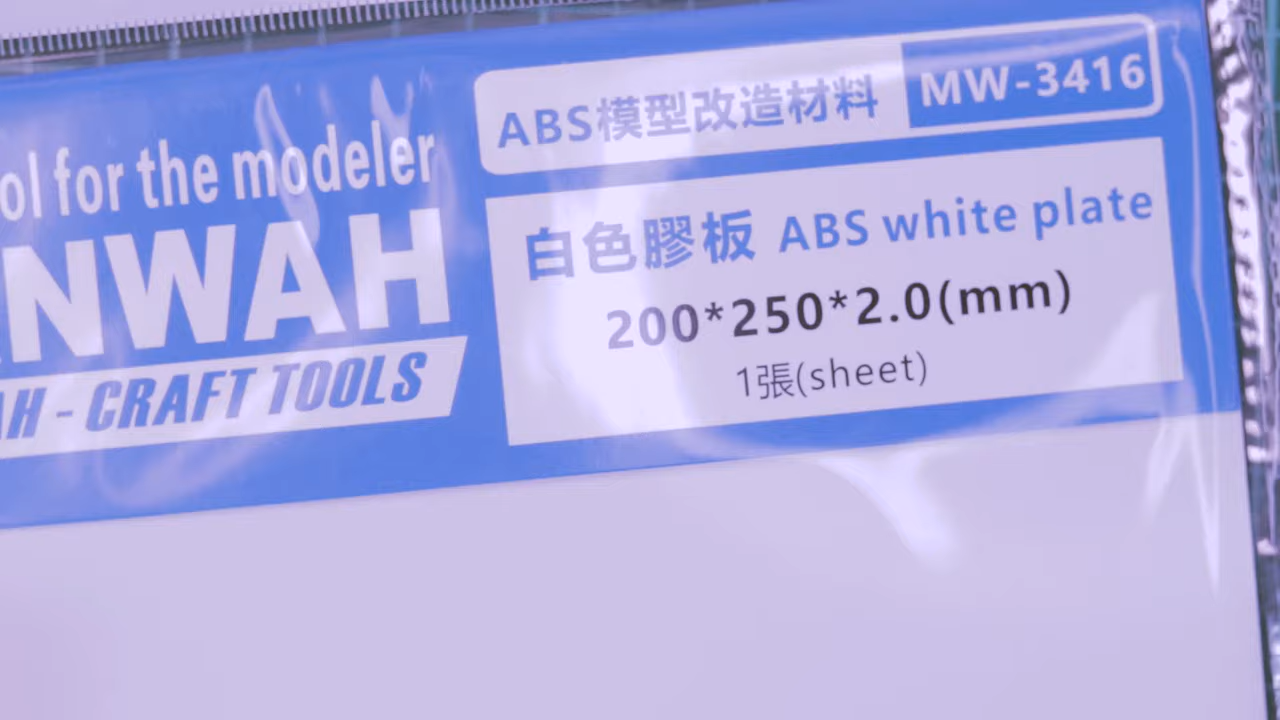 ol for the modeler
NWAH
AH - CRAFT TOOLS
ABS模型改造材料 MW-3416
白色膠板 ABS white plate
200*250*2.0(mm)
1張(sheet)